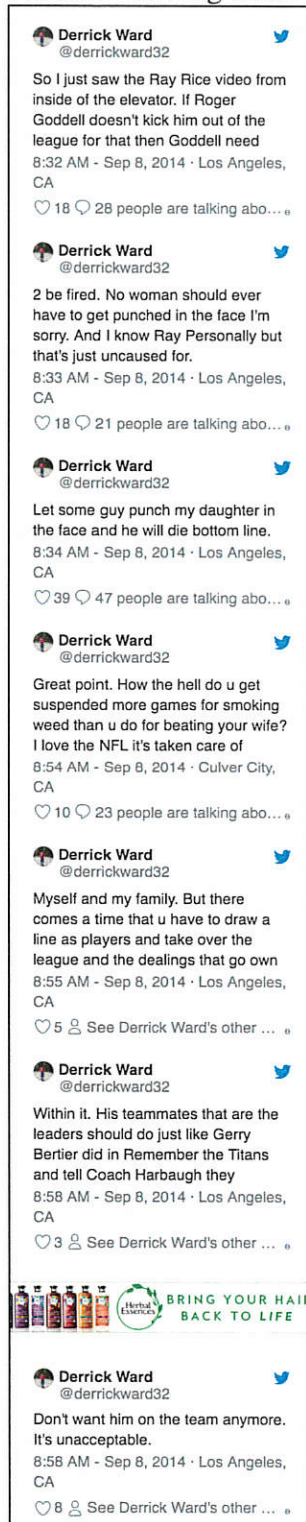 Derrick Ward
@derrickward32
So I just saw the Ray Rice video from
inside of the elevator. If Roger
Goddell doesn't kick him out of the
league for that then Goddell need
8:32 AM - Sep 8, 2014 · Los Angeles,
CA
18 28 people are talking abo...
Derrick Ward
@derrickward32
2 be fired. No woman should ever
have to get punched in the face I'm
sorry. And I know Ray Personally but
that's just uncaused for.
8:33 AM - Sep 8, 2014 · Los Angeles,
CA
18 21 people are talking abo...
Derrick Ward
@derrickward32
Let some guy punch my daughter in
the face and he will die bottom line.
8:34 AM - Sep 8, 2014 · Los Angeles,
CA
39 47 people are talking abo...
Derrick Ward
@derrickward32
Great point. How the hell do u get
suspended more games for smoking
weed than u do for beating your wife?
I love the NFL it's taken care of
8:54 AM - Sep 8, 2014 · Culver City,
CA
10 23 people are talking abo...
Derrick Ward
@derrickward32
Myself and my family. But there
comes a time that u have to draw a
line as players and take over the
league and the dealings that go own
8:55 AM - Sep 8, 2014 · Los Angeles,
CA
5 See Derrick Ward's other ...
Derrick Ward
@derrickward32
Within it. His teammates that are the
leaders should do just like Gerry
Bertier did in Remember the Titans
and tell Coach Harbaugh they
8:58 AM - Sep 8, 2014 · Los Angeles,
CA
3 See Derrick Ward's other ...
Herbal
Essences
BRING YOUR HAI
BACK TO LIFE
Derrick Ward
@derrickward32
Don't want him on the team anymore.
It's unacceptable.
8:58 AM - Sep 8, 2014 · Los Angeles,
CA
8 See Derrick Ward's other ...